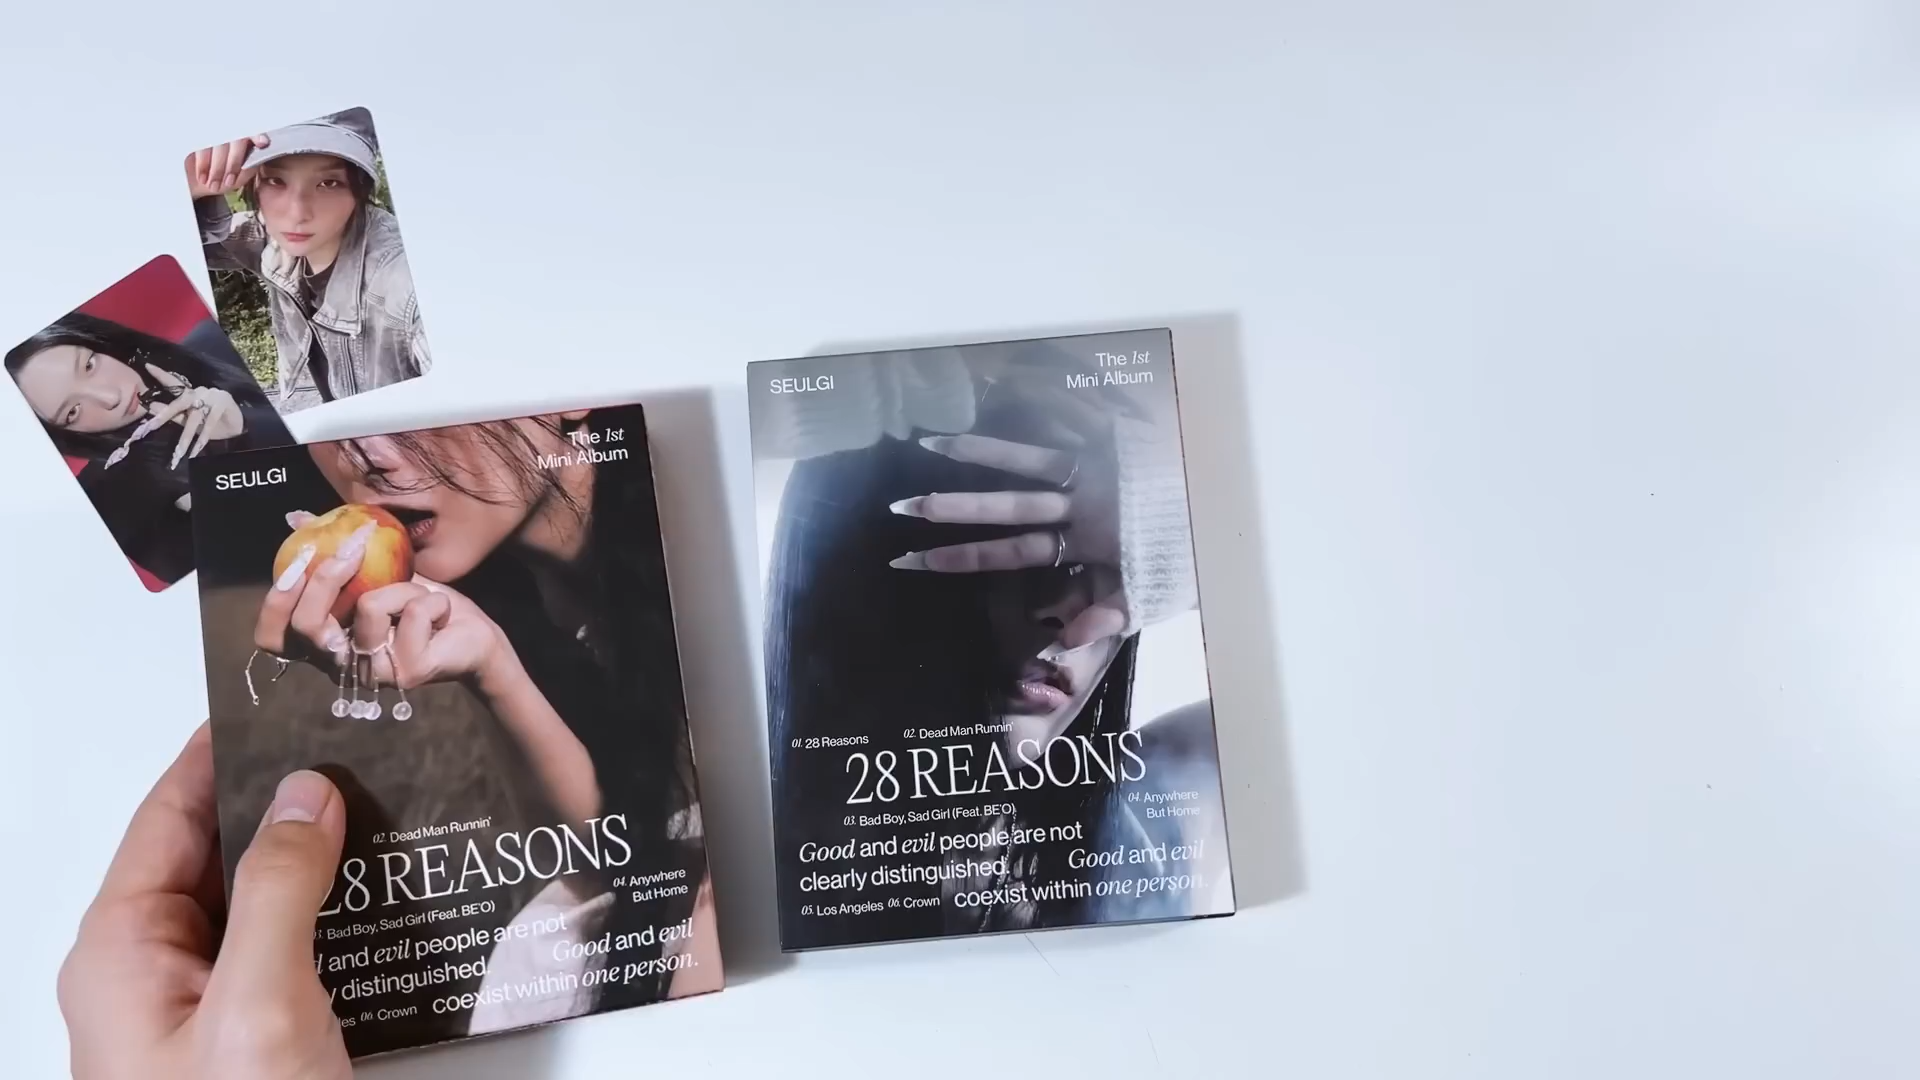 SEULGI
The 1st
Mini Album
02. Dead Man Runnin'
28 REASONS
04. Anywhere
But Home
03. Bad Boy, Sad Girl (Feat. BE'O)
and evil people are not
distinguished.
Good and evil
coexist within one person.
06. Crown
SEULGI
The 1st
Mini Album
01. 28 Reasons
02. Dead Man Runnin'
28 REASONS
04. Anywhere
But Home
03. Bad Boy, Sad Girl (Feat. BE'O)
Good and evil people are not
clearly distinguished.
Good and evil
coexist within one person.
05. Los Angeles 06. Crown